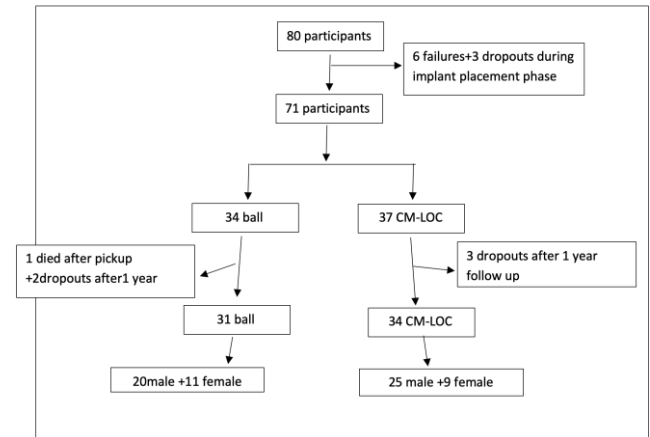 80 participants
6 failures+3 dropouts during
implant placement phase
71 participants
34 ball
37 CM-LOC
1 died after pickup
+2dropouts after1 year
3 dropouts after 1 year
follow up
31 ball
34 CM-LOC
20male +11 female
25 male +9 female